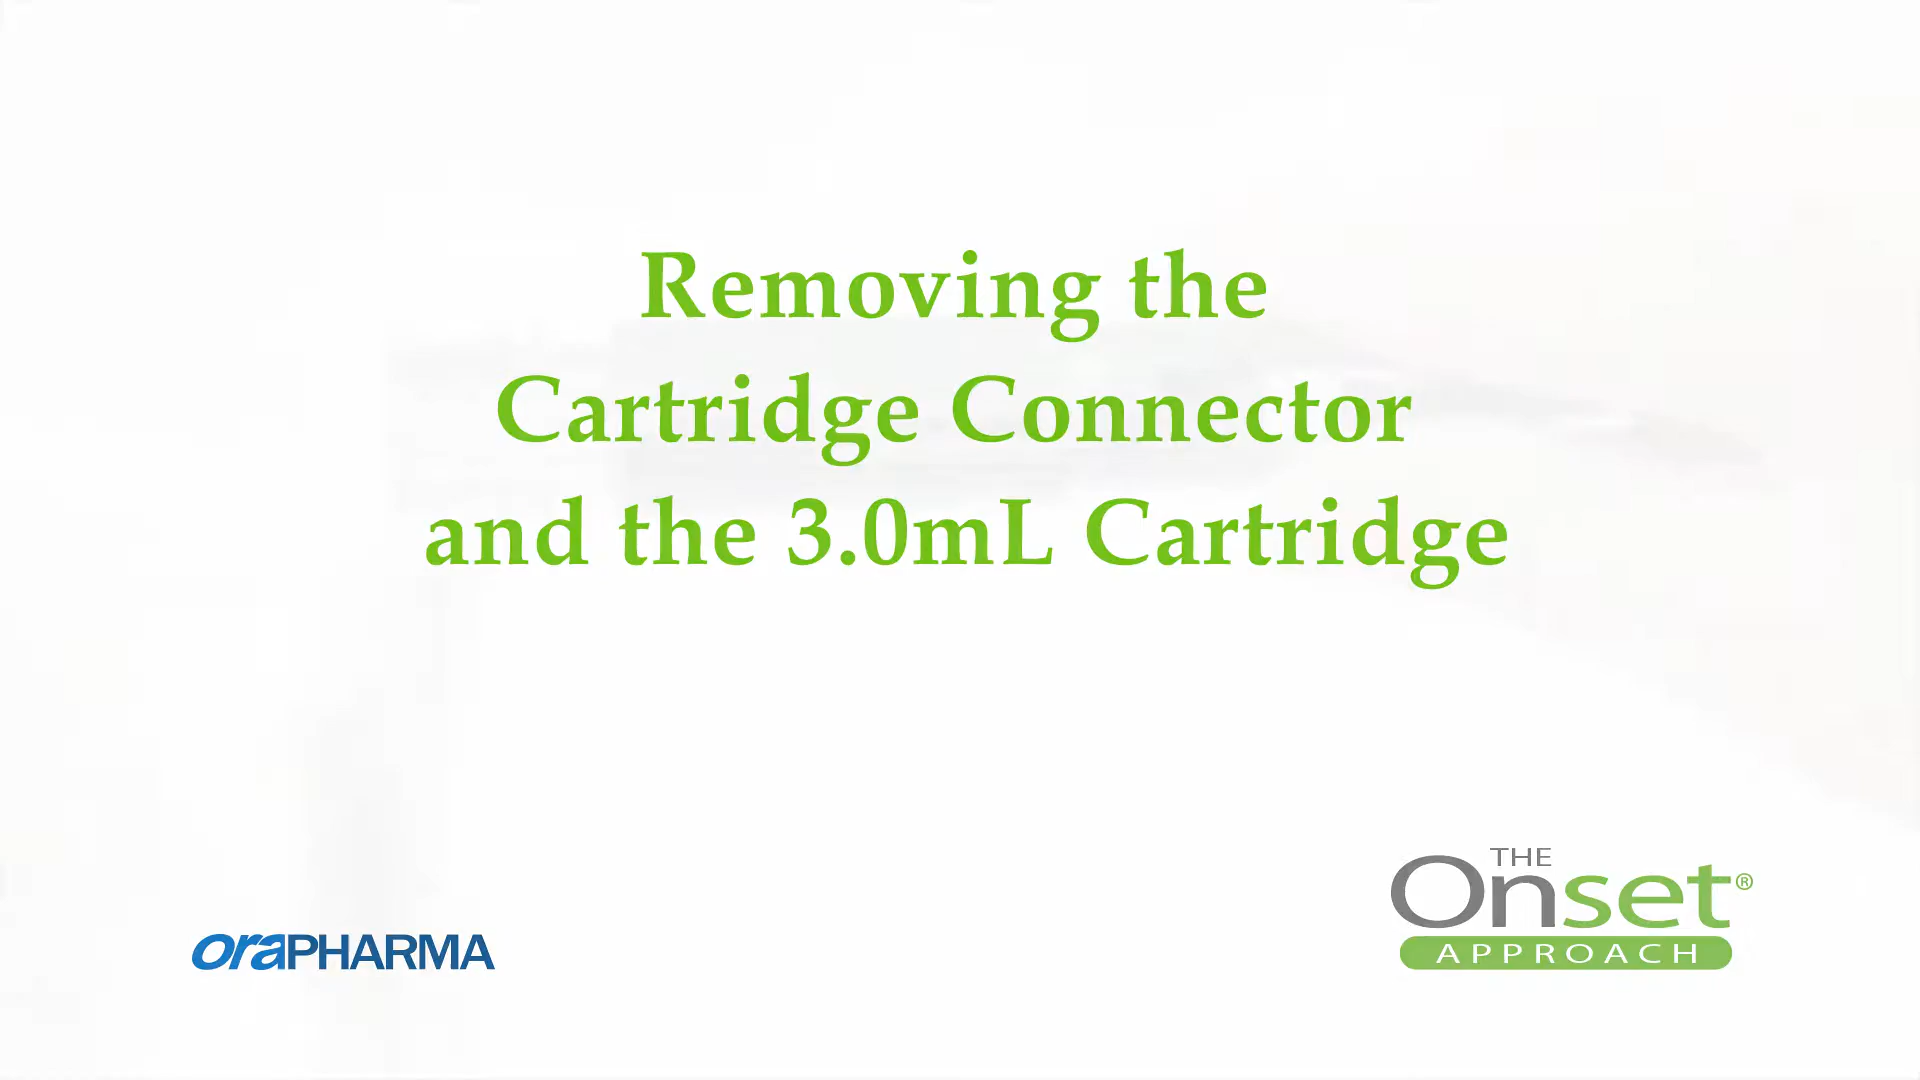 Removing the
Cartridge Connector
and the 3.0mL Cartridge
THE
Onset®
APPROACH
oraPHARMA